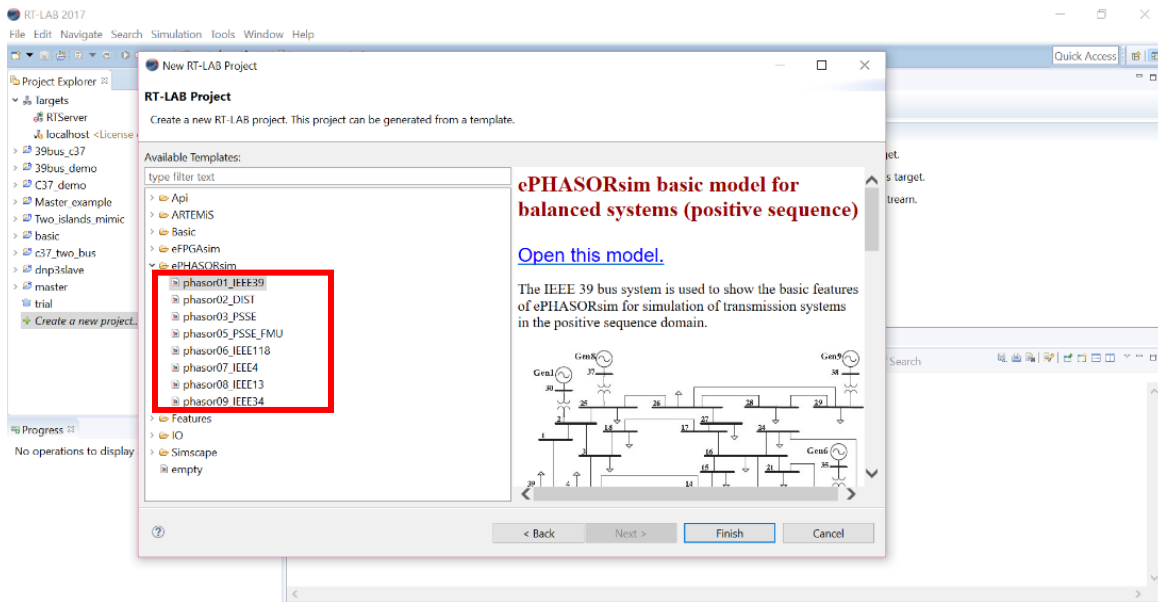 RT-LAB 2017
File Edit Navigate Search Simulation Tools Window Help
Quick Access
Project Explorer
Targets
RTServer
localhost <License
39bus_c37
39bus_demo
C37_demo
Master_example
Two_islands_mimic
basic
c37_two_bus
dnp3slave
master
trial
Create a new project..
Progress
No operations to display
New RT-LAB Project
RT-LAB Project
Create a new RT-LAB project. This project can be generated from a template.
Available Templates:
type filter text
Api
ARTEMiS
Basic
eFPGAsim
ePHASORsim
phasor01_IEEE39
phasor02_DIST
phasor03_PSSE
phasor05_PSSE_FMU
phasor06_IEEE118
phasor07_IEEE4
phasor08_IEEE13
phasor09_IEEE34
Features
IO
Simscape
empty
ePHASORsim basic model for
balanced systems (positive sequence)
Open this model.
The IEEE 39 bus system is used to show the basic features
of ePHASORsim for simulation of transmission systems
in the positive sequence domain.
Gen8 Gen9
37 38
Gen1
30
25 26 28 29
2
18 17 27 24
1
3 16 Gen6
15 21 35
39 4 14
< Back Next > Finish Cancel
get.
s target.
tream.
Search